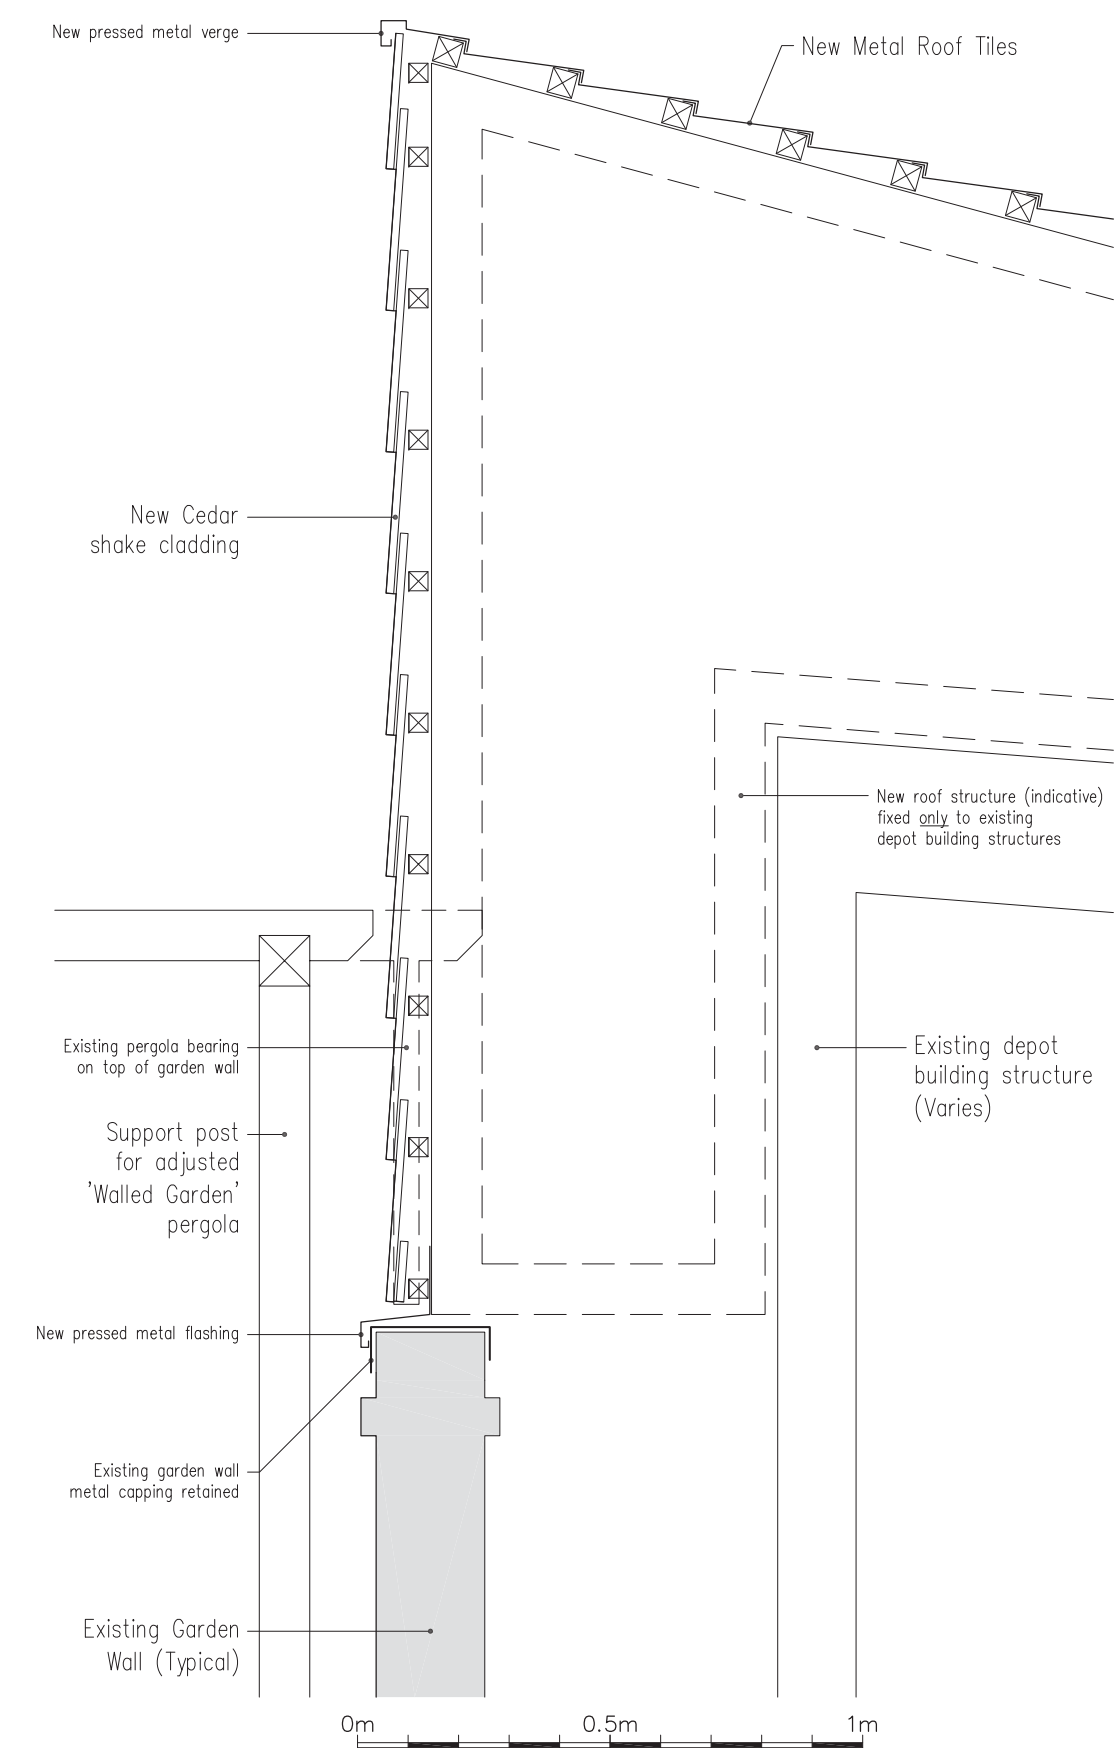 New pressed metal verge
New Metal Roof Tiles
New Cedar
shake cladding
New roof structure (indicative)
fixed only to existing
depot building structures
Existing pergola bearing
on top of garden wall
Existing depot
building structure
(Varies)
Support post
for adjusted
'Walled Garden'
pergola
New pressed metal flashing
Existing garden wall
metal capping retained
Existing Garden
Wall (Typical)
0m 0.5m 1m